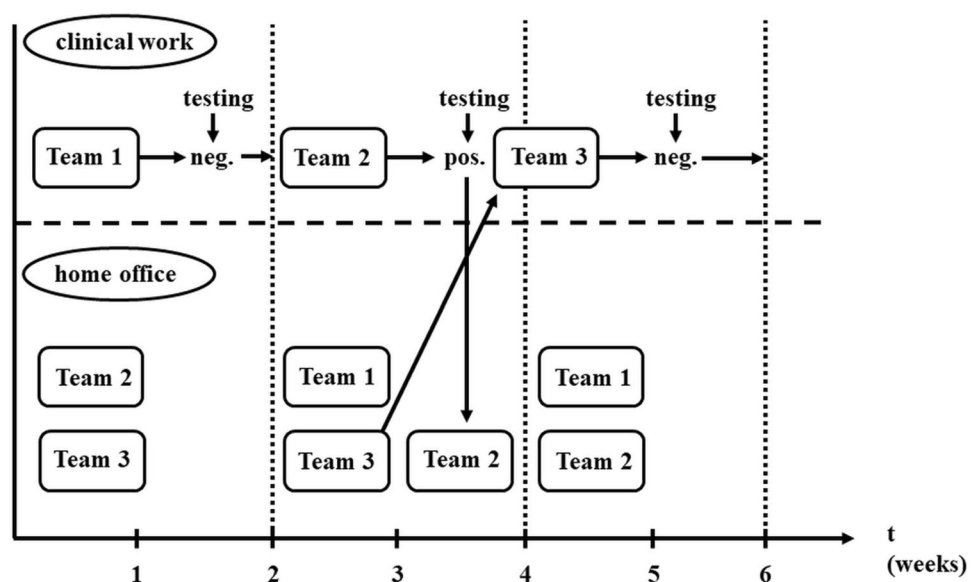 clinical work
testing
testing
testing
Team 1
neg.
Team 2
pos.
Team 3
neg.
home office
Team 2
Team 1
Team 1
Team 3
Team 3
Team 2
Team 2
1
2
3
4
5
6
t
(weeks)